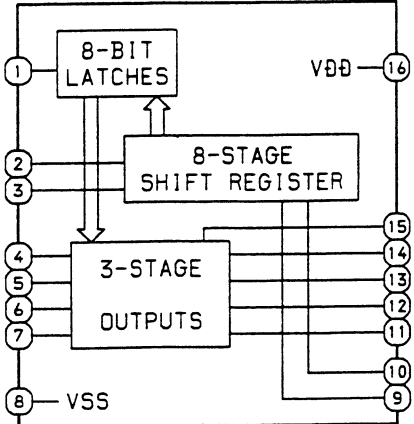 8-BIT
LATCHES
1
VDD
16
8-STAGE
SHIFT REGISTER
2
3
15
4
3-STAGE
14
5
13
6
OUTPUTS
12
7
11
10
8
VSS
9